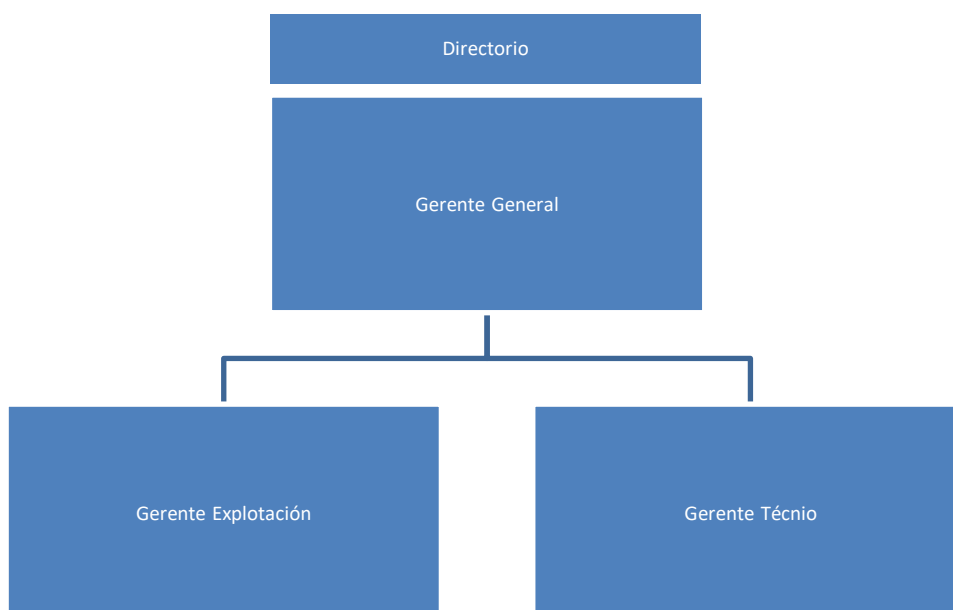 Directorio
Gerente General
Gerente Explotación
Gerente Técnio